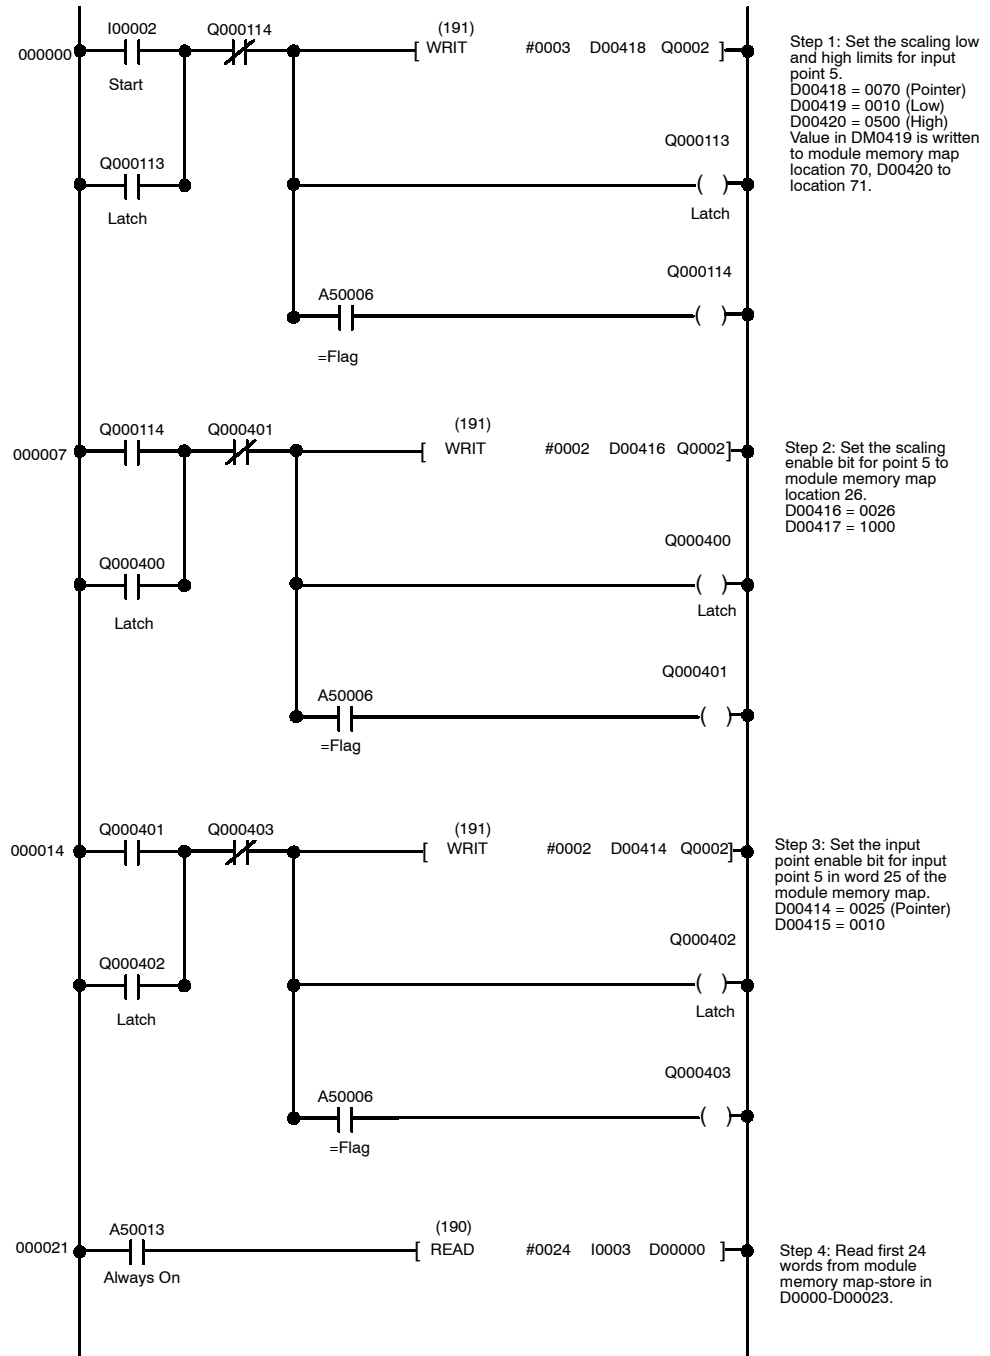 I00002 Q000114 (191)
000000 [ WRIT #0003 D00418 Q0002 ]
Start
Q000113
Q000113
( )
Latch
Latch
Q000114
A50006
( )
=Flag
Step 1: Set the scaling low
and high limits for input
point 5.
D00418 = 0070 (Pointer)
D00419 = 0010 (Low)
D00420 = 0500 (High)
Value in DM0419 is written
to module memory map
location 70, D00420 to
location 71.
Q000114 Q000401 (191)
000007 [ WRIT #0002 D00416 Q0002]
Q000400
Q000400
( )
Latch
Latch
Q000401
A50006
( )
=Flag
Step 2: Set the scaling
enable bit for point 5 to
module memory map
location 26.
D00416 = 0026
D00417 = 1000
Q000401 Q000403 (191)
000014 [ WRIT #0002 D00414 Q0002]
Q000402
Q000402
( )
Latch
Latch
Q000403
A50006
( )
=Flag
Step 3: Set the input
point enable bit for input
point 5 in word 25 of the
module memory map.
D00414 = 0025 (Pointer)
D00415 = 0010
A50013 (190)
000021 [ READ #0024 I0003 D00000 ]
Always On
Step 4: Read first 24
words from module
memory map-store in
D0000-D00023.